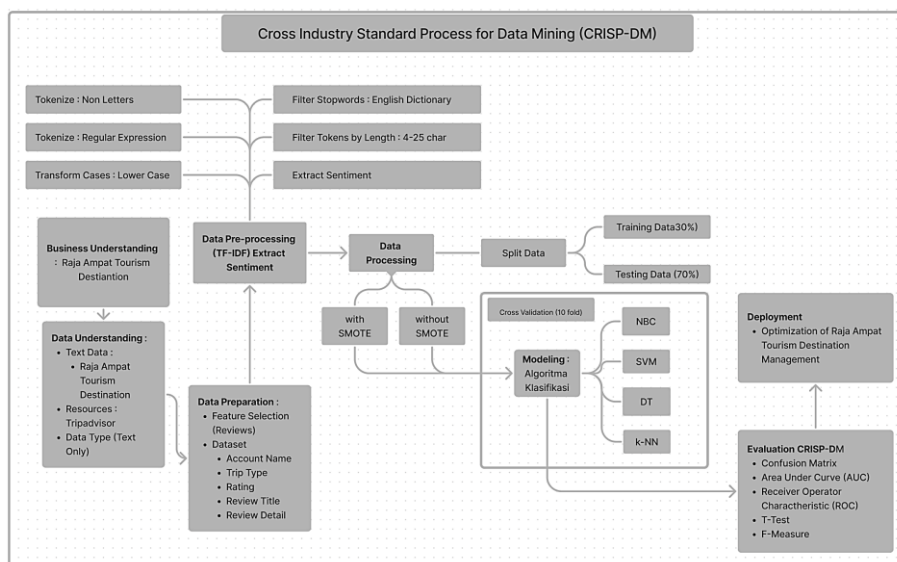 Cross Industry Standard Process for Data Mining (CRISP-DM)
Tokenize : Non Letters
Filter Stopwords : English Dictionary
Tokenize : Regular Expression
Filter Tokens by Length : 4-25 char
Transform Cases : Lower Case
Extract Sentiment
Business Understanding
: Raja Ampat Tourism
Destiantion
Data Pre-processing
(TF-IDF) Extract
Sentiment
Data
Processing
Split Data
Training Data30%)
Testing Data (70%)
with
SMOTE
without
SMOTE
Cross Validation (10 fold)
Modeling :
Algoritma
Klasifikasi
NBC
SVM
DT
k-NN
Deployment
• Optimization of Raja Ampat
Tourism Destination
Management
Data Understanding :
• Text Data :
• Raja Ampat
Tourism
Destination
• Resources :
Tripadvisor
• Data Type (Text
Only)
Data Preparation :
• Feature Selection
(Reviews)
• Dataset
• Account Name
• Trip Type
• Rating
• Review Title
• Review Detail
Evaluation CRISP-DM
• Confusion Matrix
• Area Under Curve (AUC)
• Receiver Operator
Charactheristic (ROC)
• T-Test
• F-Measure